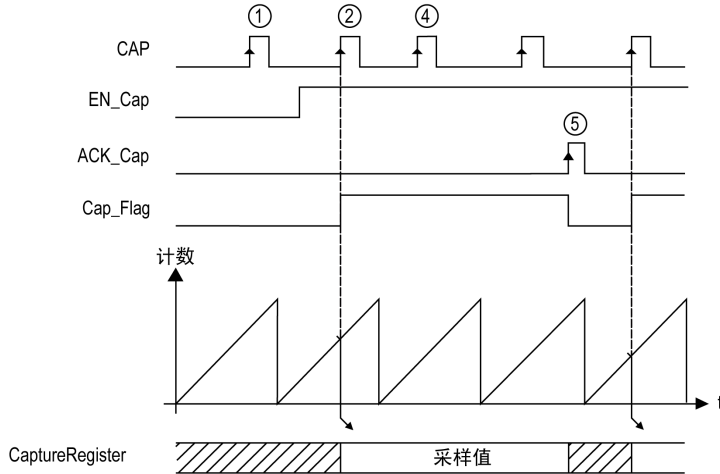 ① ② ④
CAP
EN_Cap
⑤
ACK_Cap
Cap_Flag
计数
t
CaptureRegister 采样值